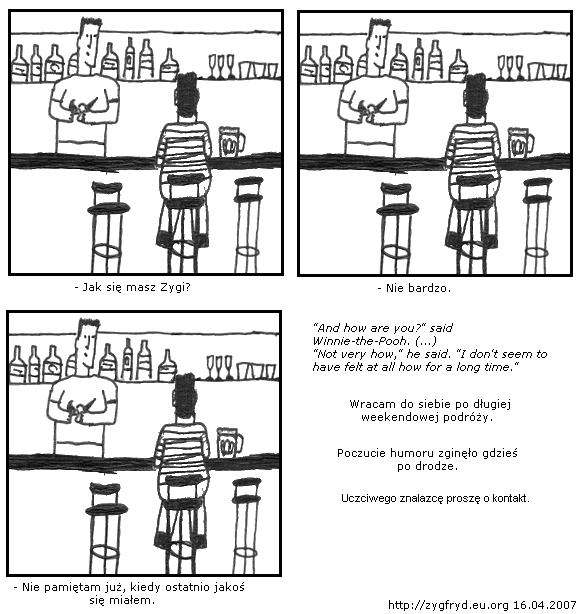 - Jak się masz Zygi?
- Nie bardzo.
- Nie pamiętam już, kiedy ostatnio jakoś
się miałem.
"And how are you?" said
Winnie-the-Pooh. (...)
"Not very how," he said. "I don't seem to
have felt at all how for a long time."
Wracam do siebie po długiej
weekendowej podróży.
Poczucie humoru zginęło gdzieś
po drodze.
Uczciwego znalazcę proszę o kontakt.
http://zygfryd.eu.org 16.04.2007